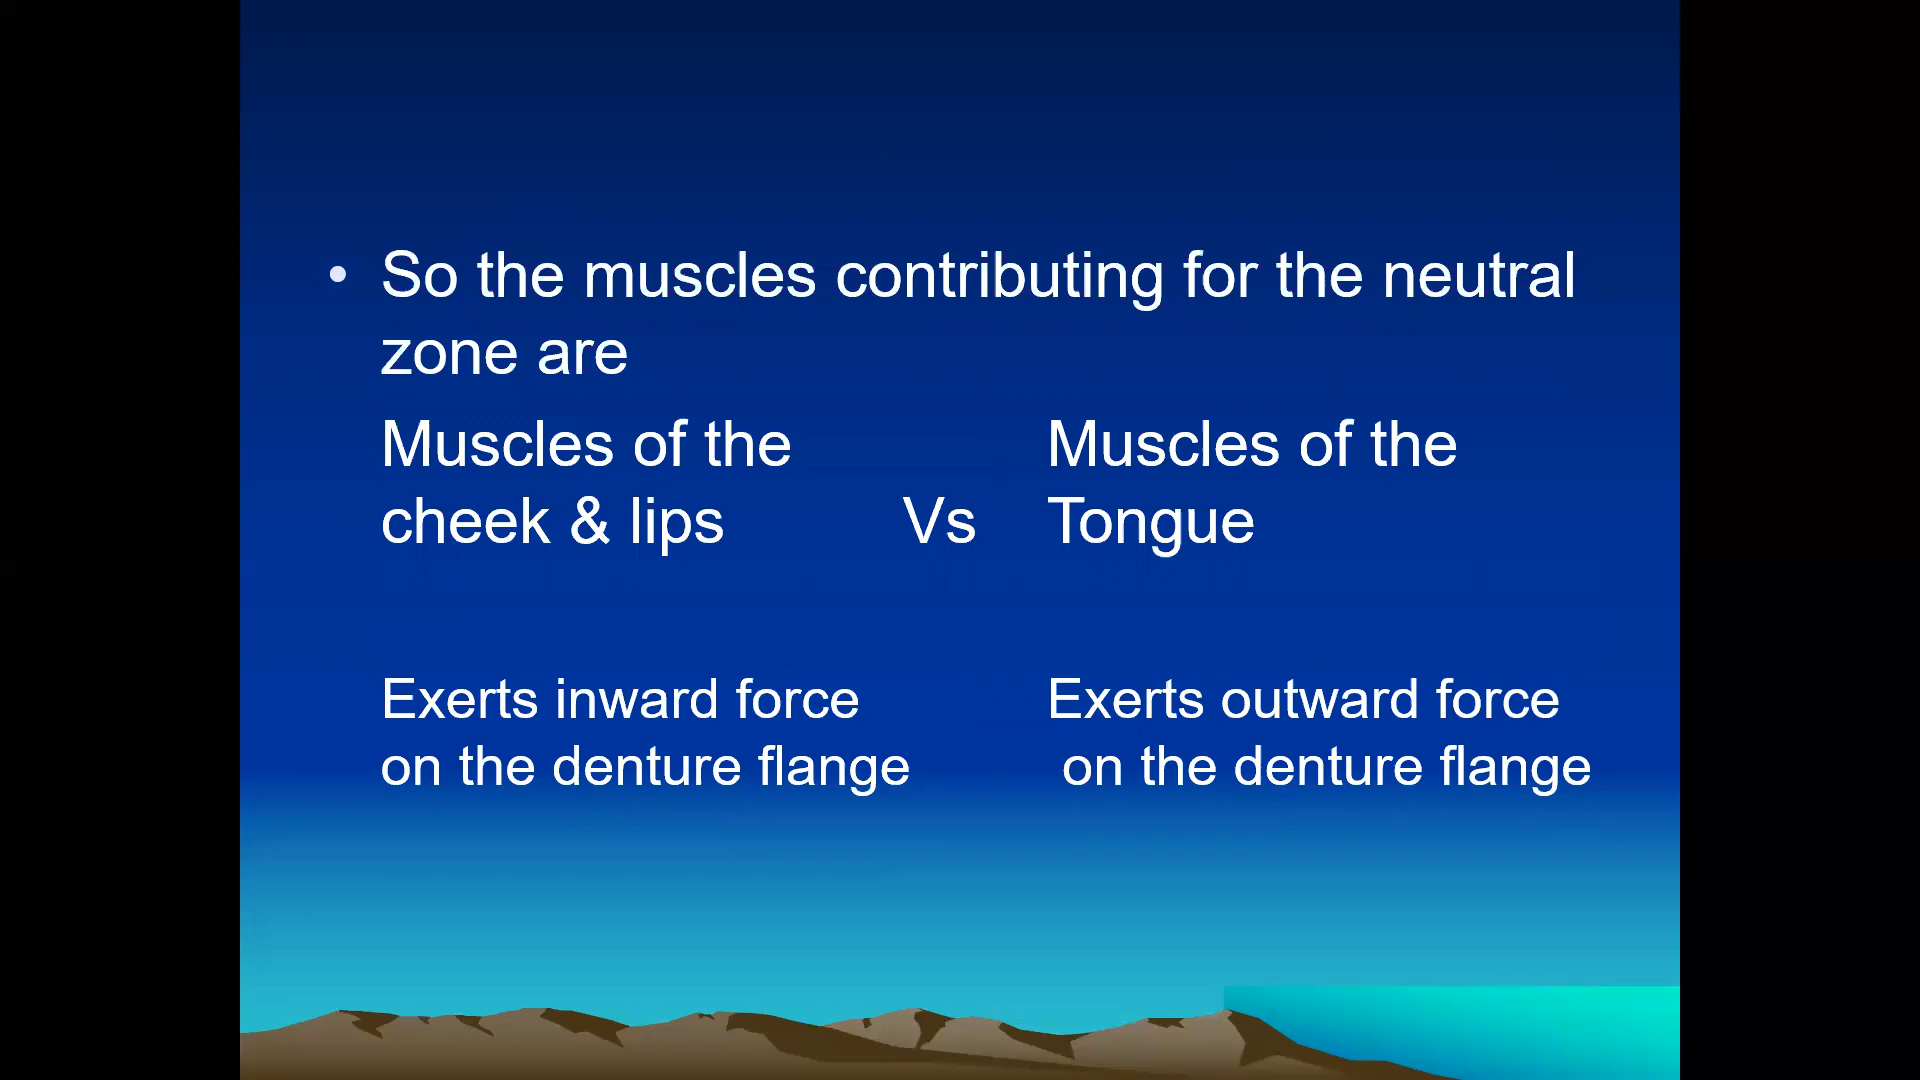 • So the muscles contributing for the neutral
zone are
Muscles of the
cheek & lips
Vs
Muscles of the
Tongue
Exerts inward force
on the denture flange
Exerts outward force
on the denture flange